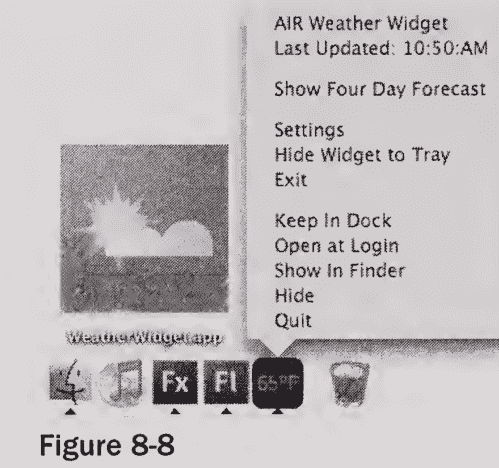 AIR Weather Widget
Last Updated: 10:50:AM
Show Four Day Forecast
Settings
Hide Widget to Tray
Exit
Keep In Dock
Open at Login
Show In Finder
Hide
Quit
WeatherWidget.app
Fx
Fl
65°F
Figure 8-8